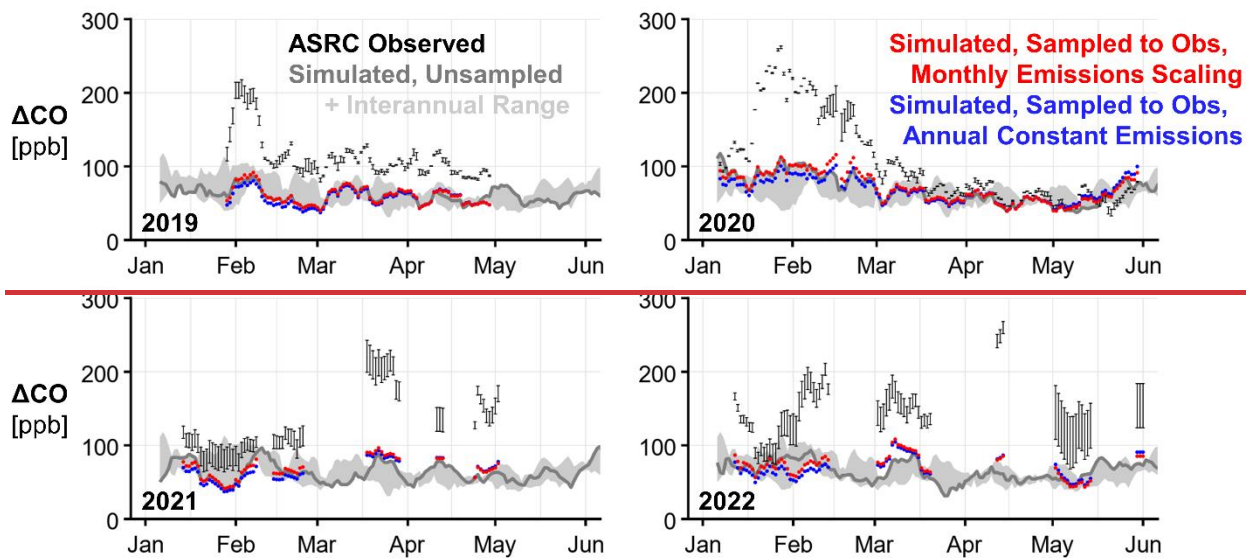 300
200
100
0
ΔCO
[ppb]
ASRC Observed
Simulated, Unsampled
+ Interannual Range
2019
Jan Feb Mar Apr May Jun
300
200
100
0
Simulated, Sampled to Obs,
Monthly Emissions Scaling
Simulated, Sampled to Obs,
Annual Constant Emissions
2020
Jan Feb Mar Apr May Jun
300
200
100
0
ΔCO
[ppb]
2021
Jan Feb Mar Apr May Jun
300
200
100
0
2022
Jan Feb Mar Apr May Jun